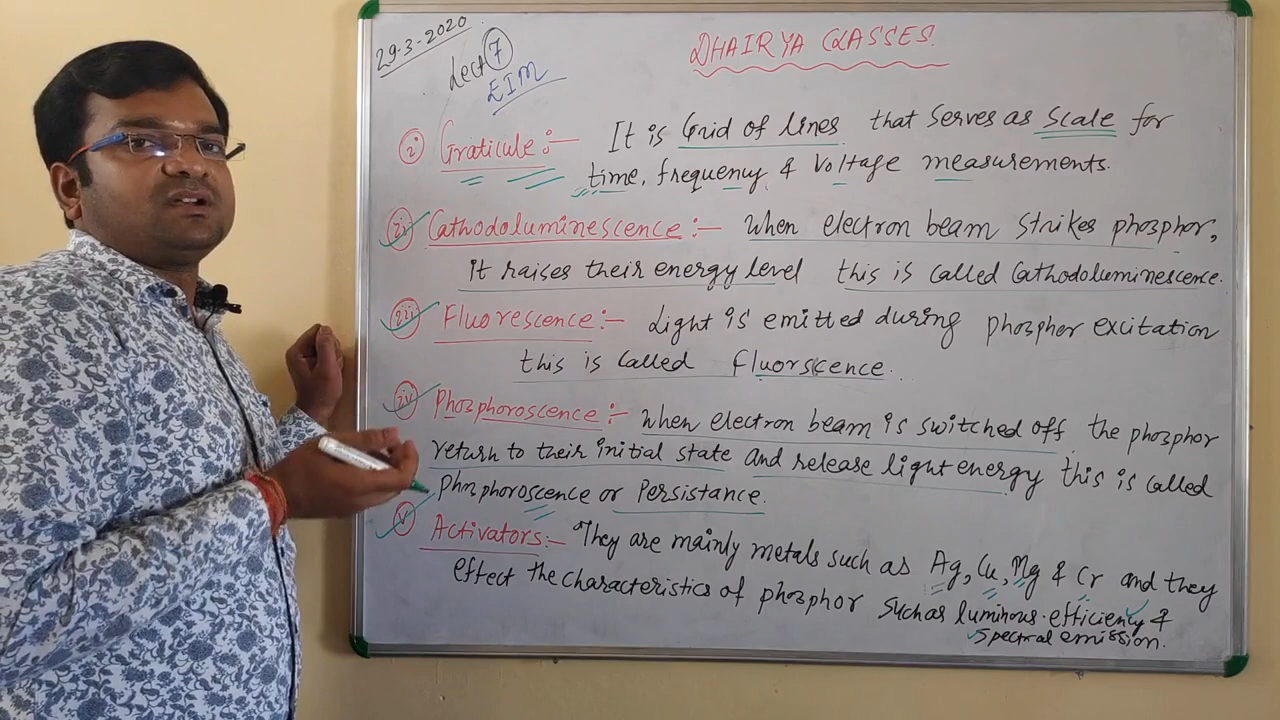 29-3-2020
Lect 7
EIM
DHAIRYA CLASSES.
(i) Graticule:- It is Grid of lines that serves as scale for
time, frequency & voltage measurements.
(ii) Cathodoluminescence:- When electron beam strikes phosphor,
it raises their energy level this is called Cathodoluminescence.
(iii) Fluorescence:- Light is emitted during phosphor excitation
this is called fluorscence.
(iv) Phosphoroscence:- When electron beam is switched off the phosphor
return to their initial state and release light energy this is called
Phosphoroscence or Persistance.
(v) Activators:- They are mainly metals such as Ag, Cu, Mg & Cr and they
effect the characteristics of phosphor such as luminous efficiency &
spectral emission.